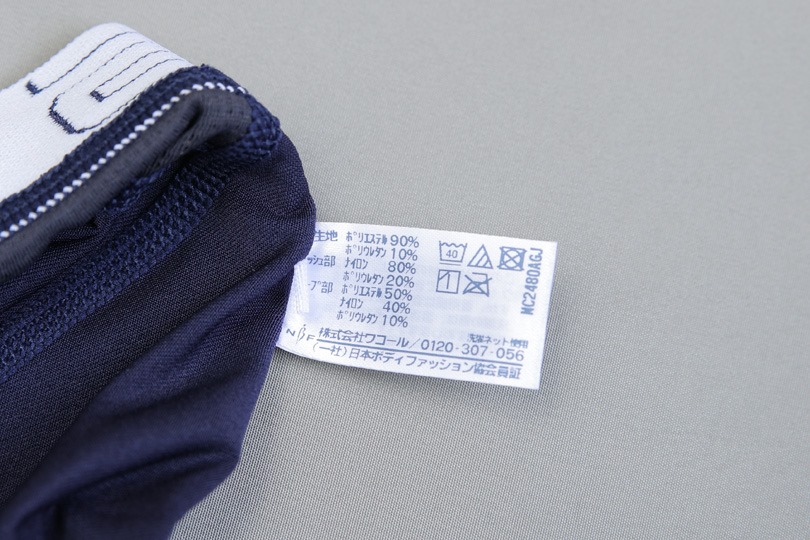 生地 ポリエステル 90%
ポリウレタン 10%
ッシュ部 ナイロン 80%
ポリウレタン 20%
ープ部 ポリエステル 50%
ナイロン 40%
ポリウレタン 10%
40
MC2480AGJ
洗濯ネット使用
株式会社ワコール/0120-307-056
(一社)日本ボディファッション協会員証